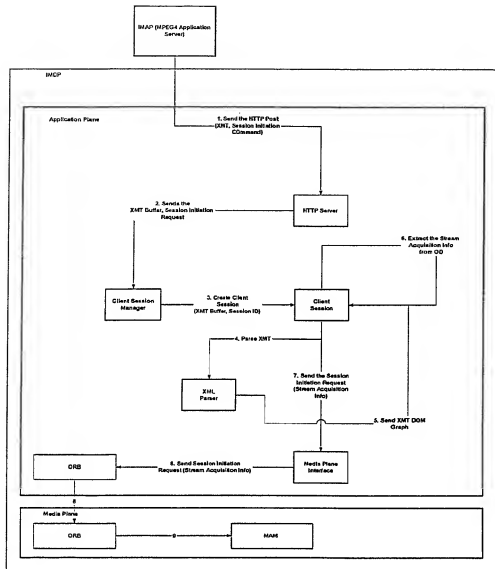 IMAP (MPEG4 Application
Server)
IMCP
Application Plane
1. Send the HTTP Post
(XMT, Session Initiation
COmmand)
2. Sends the
XMT Buffer, Session Initiation
Request
HTTP Server
6. Extract the Stream
Acquisition Info
from OD
Client Session
Manager
3. Create Client
Session
(XMT Buffer, Session ID)
Client
Session
4. Parse XMT
7. Send the Session
Initiation Request
(Stream Acquisition
Info)
XML
Parser
5. Send XMT DOM
Graph
ORB
8. Send Session Initiation
Request (Stream Acquisition Info)
Media Plane
Interface
Media Plane
ORB
9
MAM